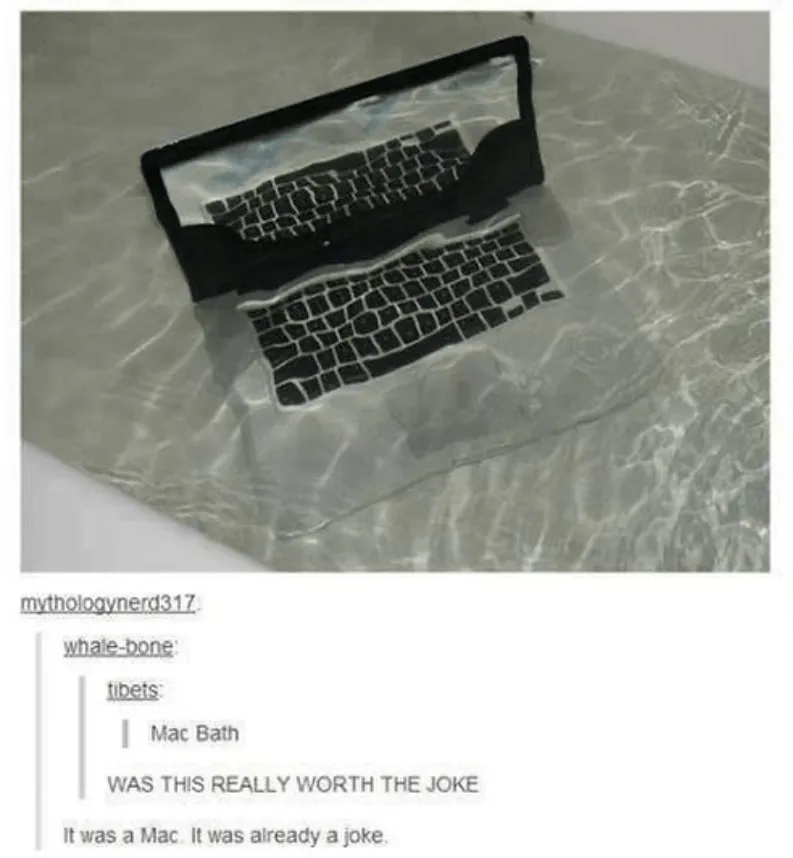 mythologynerd317:
whale-bone:
tibets:
Mac Bath
WAS THIS REALLY WORTH THE JOKE
It was a Mac. It was already a joke.